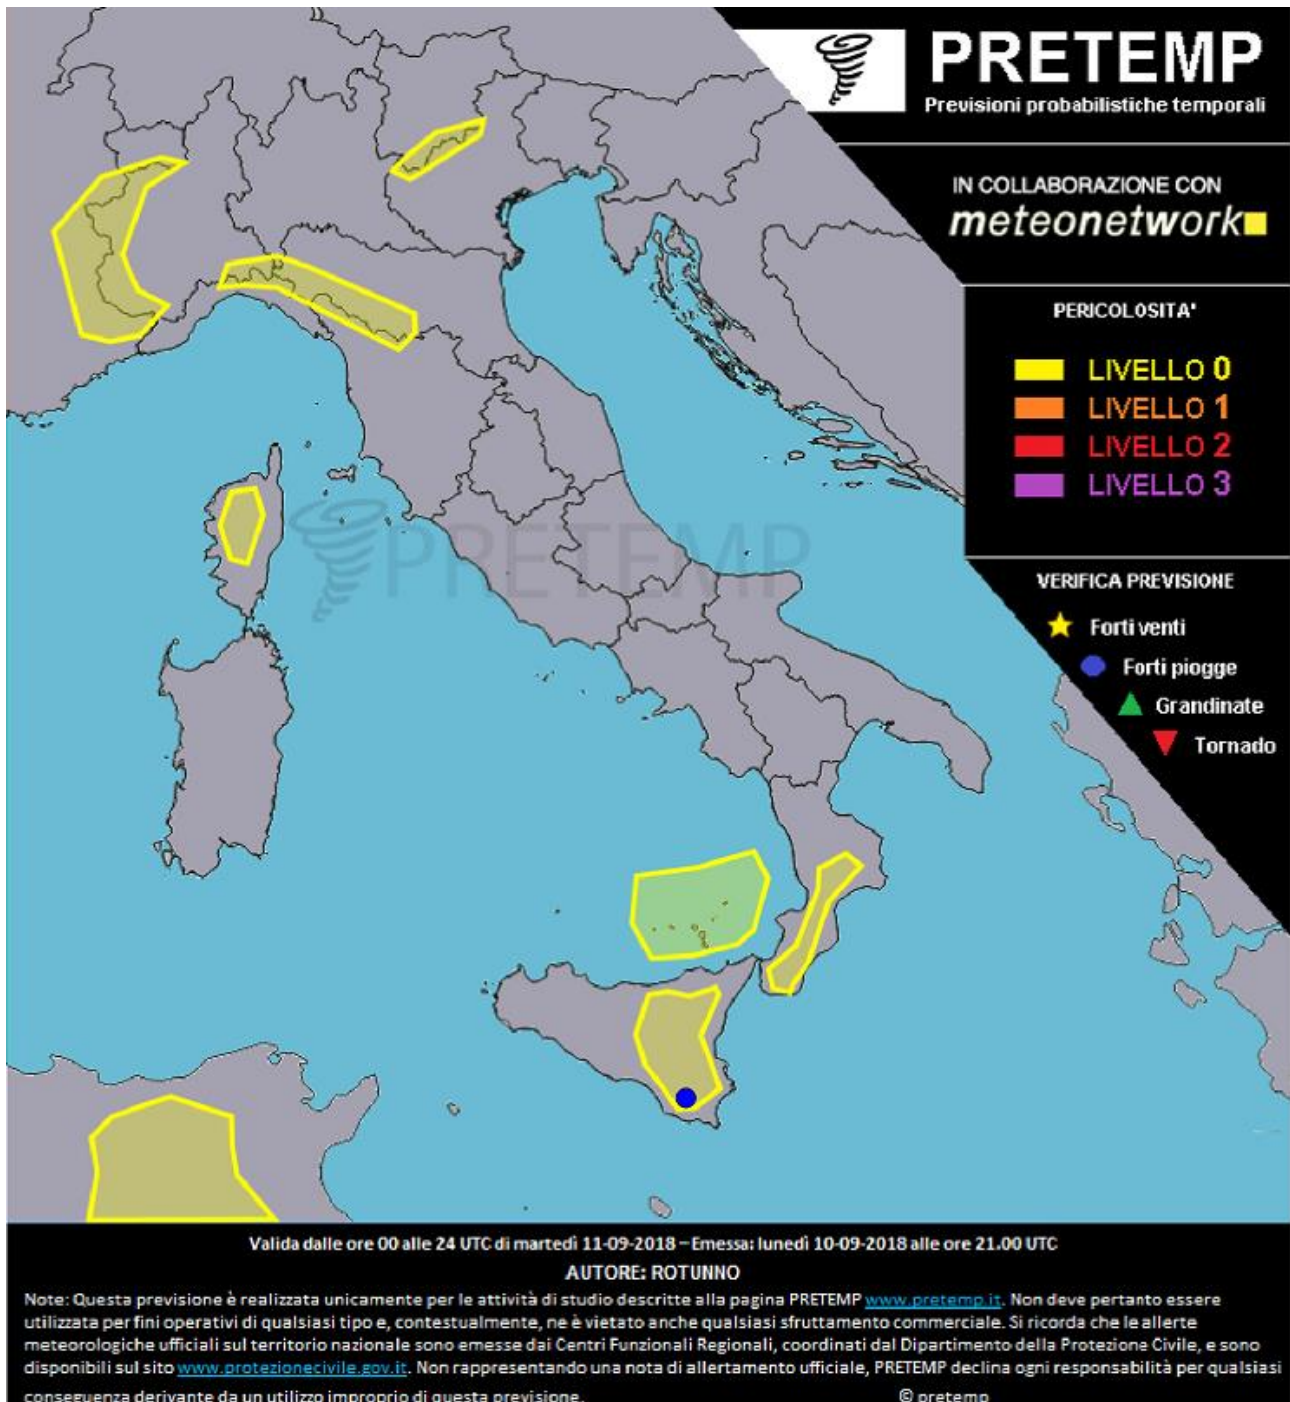 PRETEMP
Previsioni probabilistiche temporali
IN COLLABORAZIONE CON
meteonetwork
PERICOLOSITA'
LIVELLO 0
LIVELLO 1
LIVELLO 2
LIVELLO 3
PRETEMP
VERIFICA PREVISIONE
Forti venti
Forti piogge
Grandinate
Tornado
Valida dalle ore 00 alle 24 UTC di martedì 11-09-2018 – Emessa: lunedì 10-09-2018 alle ore 21.00 UTC
AUTORE: ROTUNNO
Note: Questa previsione è realizzata unicamente per le attività di studio descritte alla pagina PRETEMP www.pretemp.it. Non deve pertanto essere
utilizzata per fini operativi di qualsiasi tipo e, contestualmente, ne è vietato anche qualsiasi sfruttamento commerciale. Si ricorda che le allerte
meteorologiche ufficiali sul territorio nazionale sono emesse dai Centri Funzionali Regionali, coordinati dal Dipartimento della Protezione Civile, e sono
disponibili sul sito www.protezionecivile.gov.it. Non rappresentando una nota di allertamento ufficiale, PRETEMP declina ogni responsabilità per qualsiasi
conseguenza derivante da un utilizzo improprio di questa previsione. © pretemp